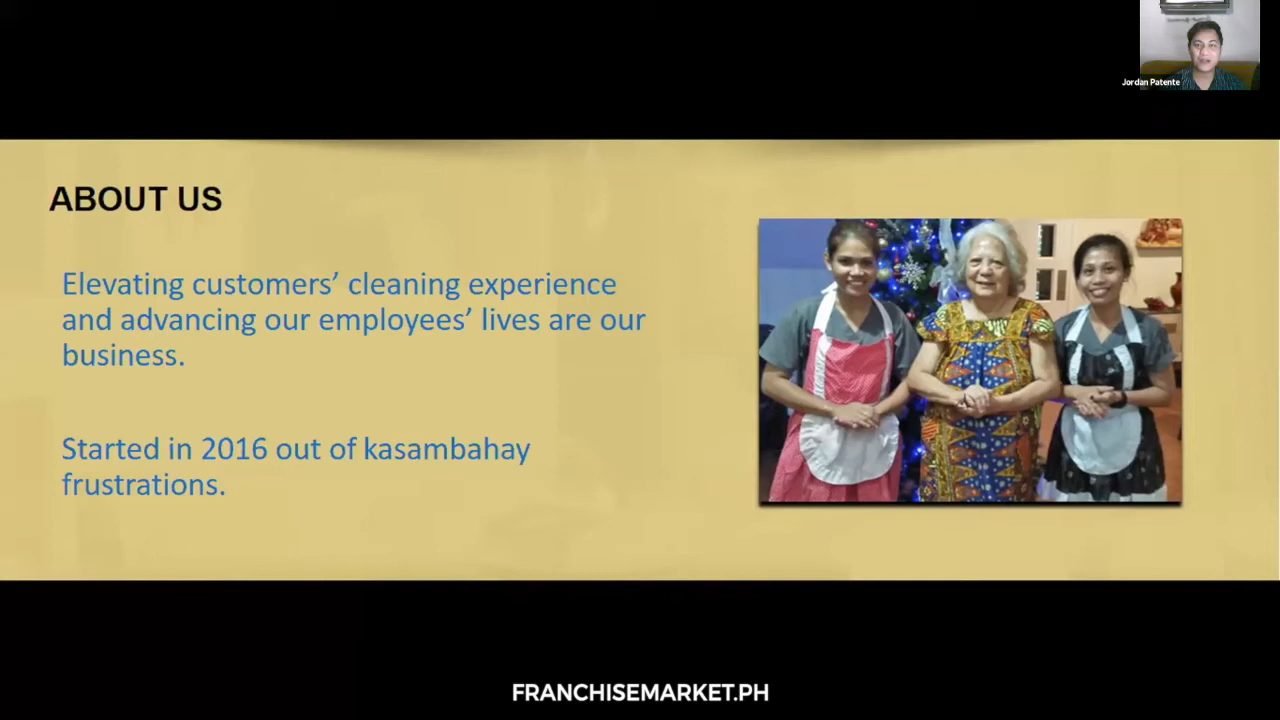 Jordan Patente
ABOUT US
Elevating customers’ cleaning experience
and advancing our employees’ lives are our
business.
Started in 2016 out of kasambahay
frustrations.
FRANCHISEMARKET.PH